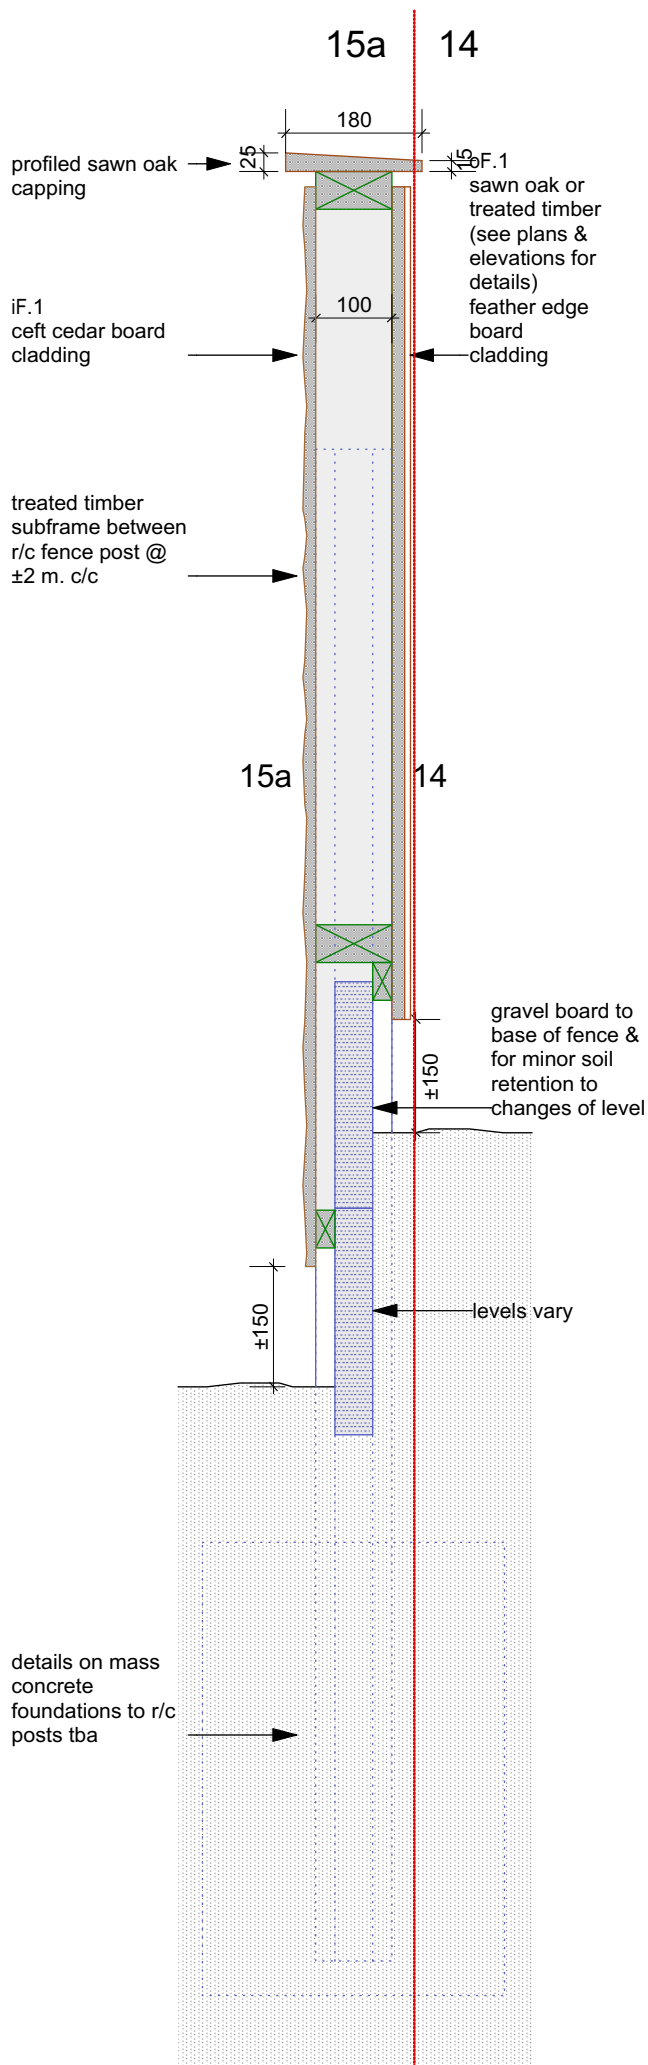 15a 14
180
25
15
profiled sawn oak
capping
oF.1
sawn oak or
treated timber
(see plans &
elevations for
details)
feather edge
board
cladding
iF.1
ceft cedar board
cladding
100
treated timber
subframe between
r/c fence post @
±2 m. c/c
15a 14
gravel board to
base of fence &
for minor soil
retention to
changes of level
±150
levels vary
±150
details on mass
concrete
foundations to r/c
posts tba